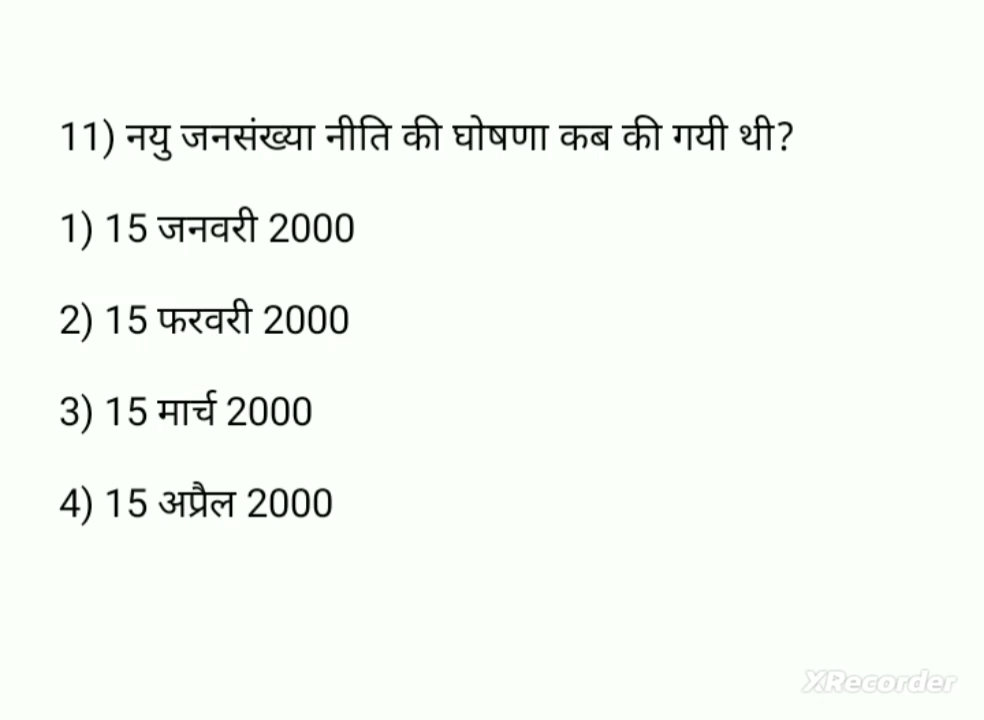 11) नयु जनसंख्या नीति की घोषणा कब की गयी थी?
1) 15 जनवरी 2000
2) 15 फरवरी 2000
3) 15 मार्च 2000
4) 15 अप्रैल 2000
XRecorder